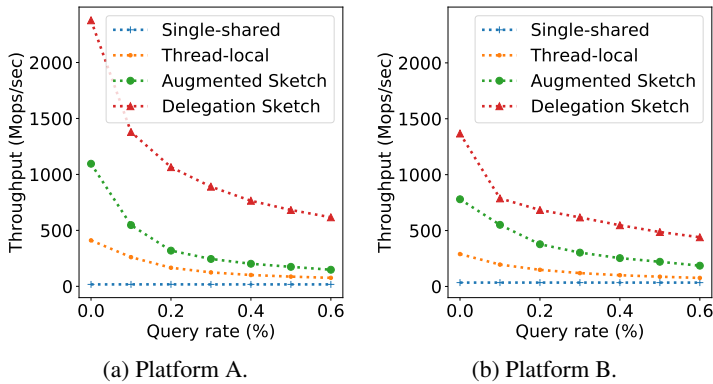 Single-shared
Thread-local
Augmented Sketch
Delegation Sketch
Throughput (Mops/sec)
2000
1500
1000
500
0
0.0 0.2 0.4 0.6
Query rate (%)
(a) Platform A.
Single-shared
Thread-local
Augmented Sketch
Delegation Sketch
Throughput (Mops/sec)
2000
1500
1000
500
0
0.0 0.2 0.4 0.6
Query rate (%)
(b) Platform B.